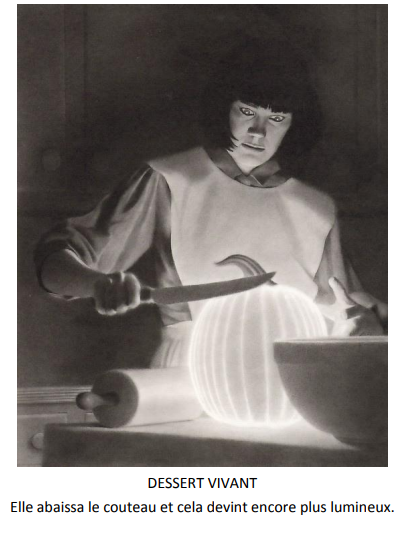 DESSERT VIVANT
Elle abaissa le couteau et cela devint encore plus lumineux.